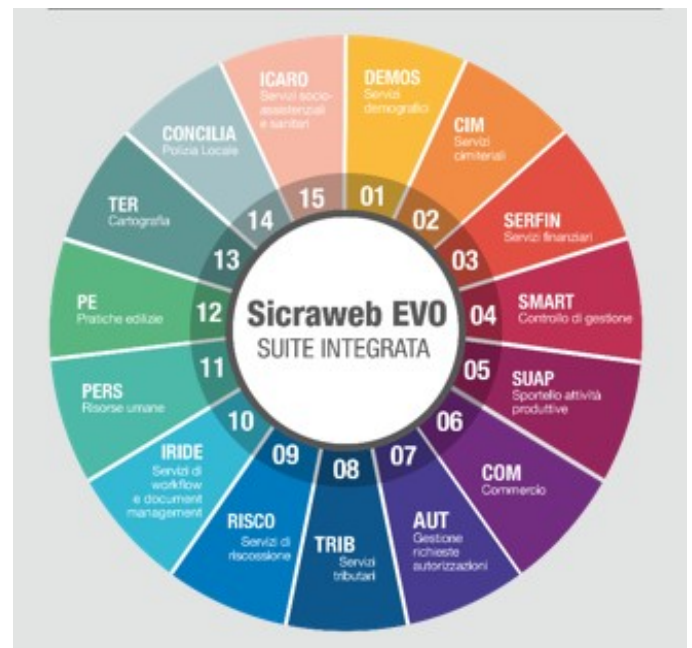 Sicraweb EVO
SUITE INTEGRATA
01
DEMOS
Servizi
demografici
02
CIM
Servizi
cimiteriali
03
SERFIN
Servizi finanziari
04
SMART
Controllo di gestione
05
SUAP
Sportello attività
produttive
06
COM
Commercio
07
AUT
Gestione
richieste
autorizzazioni
08
TRIB
Servizi
tributari
09
RISCO
Servizi di
riscossione
10
IRIDE
Servizi di
workflow
e document
management
11
PERS
Risorse umane
12
PE
Pratiche edilizie
13
TER
Cartografia
14
CONCILIA
Polizia Locale
15
ICARO
Servizi socio-
assistenziali
e sanitari